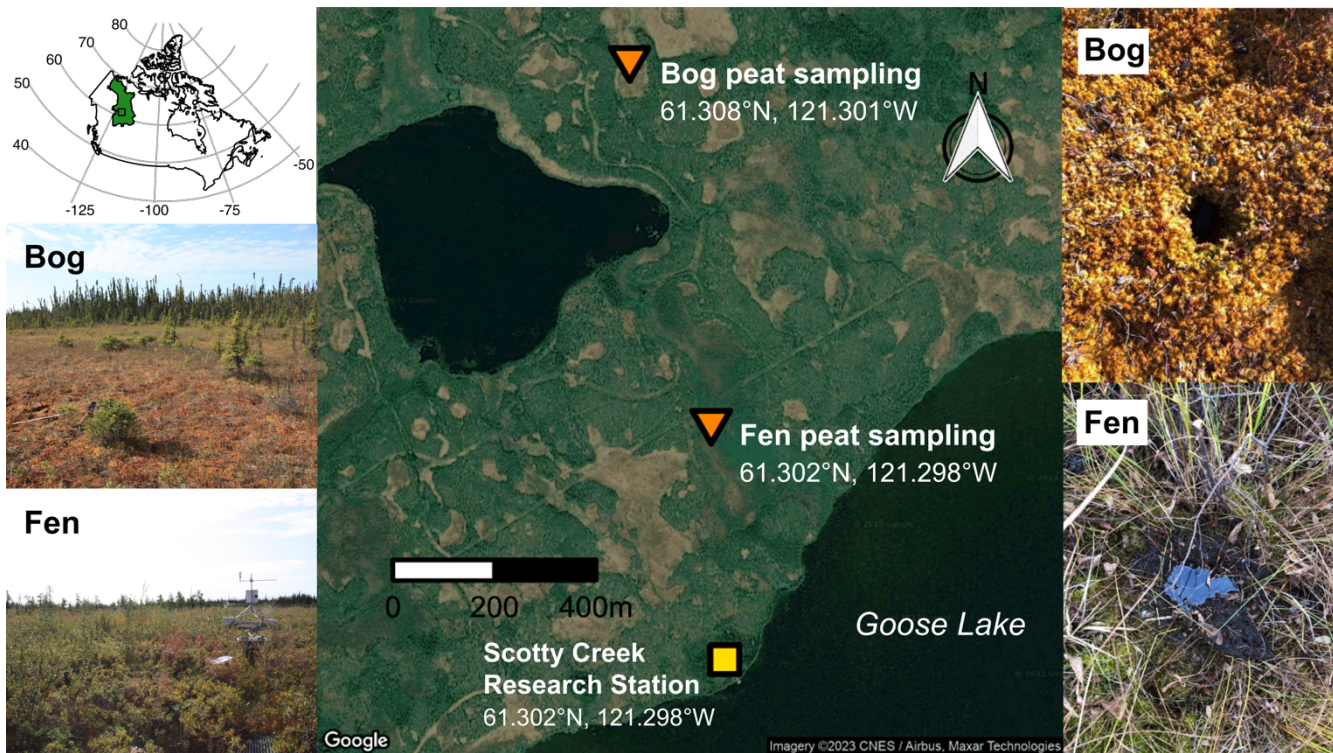 80
70
60
50
40
-50
-125
-100
-75
Bog
Fen
Bog peat sampling
61.308°N, 121.301°W
N
Fen peat sampling
61.302°N, 121.298°W
0
200
400m
Goose Lake
Scotty Creek
Research Station
61.302°N, 121.298°W
Google
Imagery ©2023 CNES / Airbus, Maxar Technologies
Bog
Fen